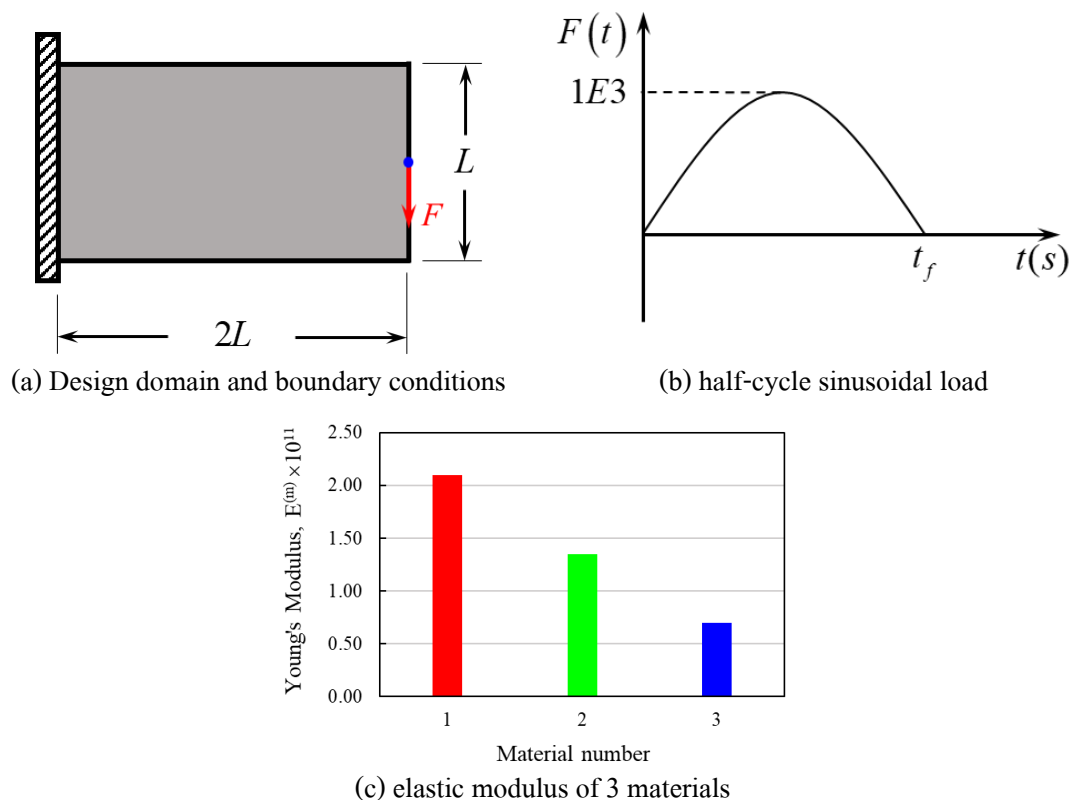 L
F
2L
(a) Design domain and boundary conditions
F(t)
1E3
t_f
t(s)
(b) half-cycle sinusoidal load
Young's Modulus, E^(m) ×10^11
2.50
2.00
1.50
1.00
0.50
0.00
1 2 3
Material number
(c) elastic modulus of 3 materials